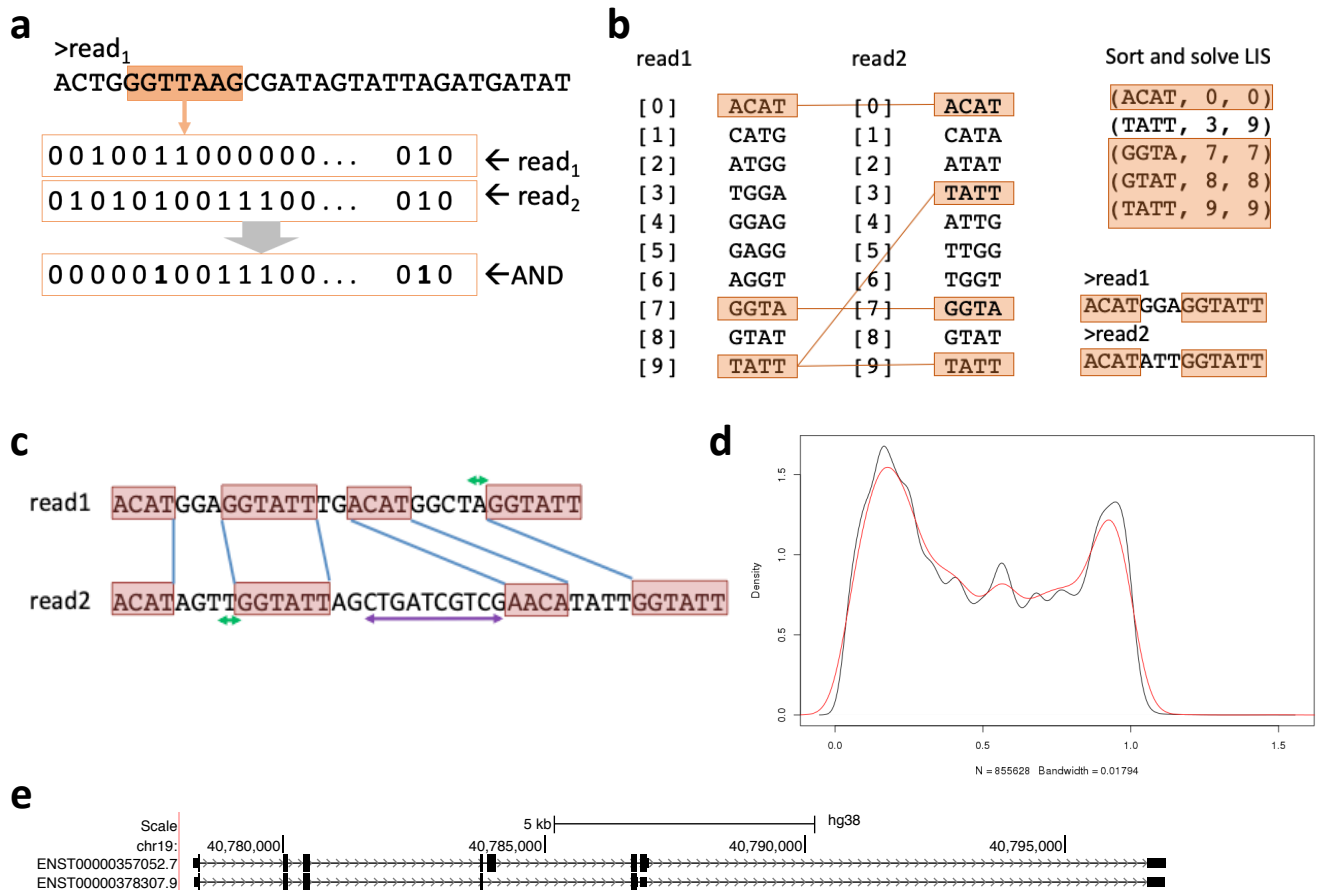 a
>read1
ACTGGGTTAAGCGATAGTATTAGATGATAT
001001100000​0... 010 ← read1
0101010011100... 010 ← read2
0000010011100... 010 ←AND
b
read1 read2 Sort and solve LIS
[0] ACAT [0] ACAT
[1] CATG [1] CATA
[2] ATGG [2] ATAT
[3] TGGA [3] TATT
[4] GGAG [4] ATTG
[5] GAGG [5] TTGG
[6] AGGT [6] TGGT
[7] GGTA [7] GGTA
[8] GTAT [8] GTAT
[9] TATT [9] TATT
(ACAT, 0, 0)
(TATT, 3, 9)
(GGTA, 7, 7)
(GTAT, 8, 8)
(TATT, 9, 9)
>read1
ACATGGAGGTATT
>read2
ACATATTGGTATT
c
read1 ACATGGAGGTATTTGACATGGCTAGGTATT
read2 ACATAGTTGGTATTAGCTGATCGTCGAACATATTGGTATT
d
Density
0.0 0.5 1.0 1.5
0.0 0.5 1.0 1.5
N = 855628 Bandwidth = 0.01794
e
Scale 5 kb hg38
chr19: 40,780,000 40,785,000 40,790,000 40,795,000
ENST00000357052.7
ENST00000378307.9